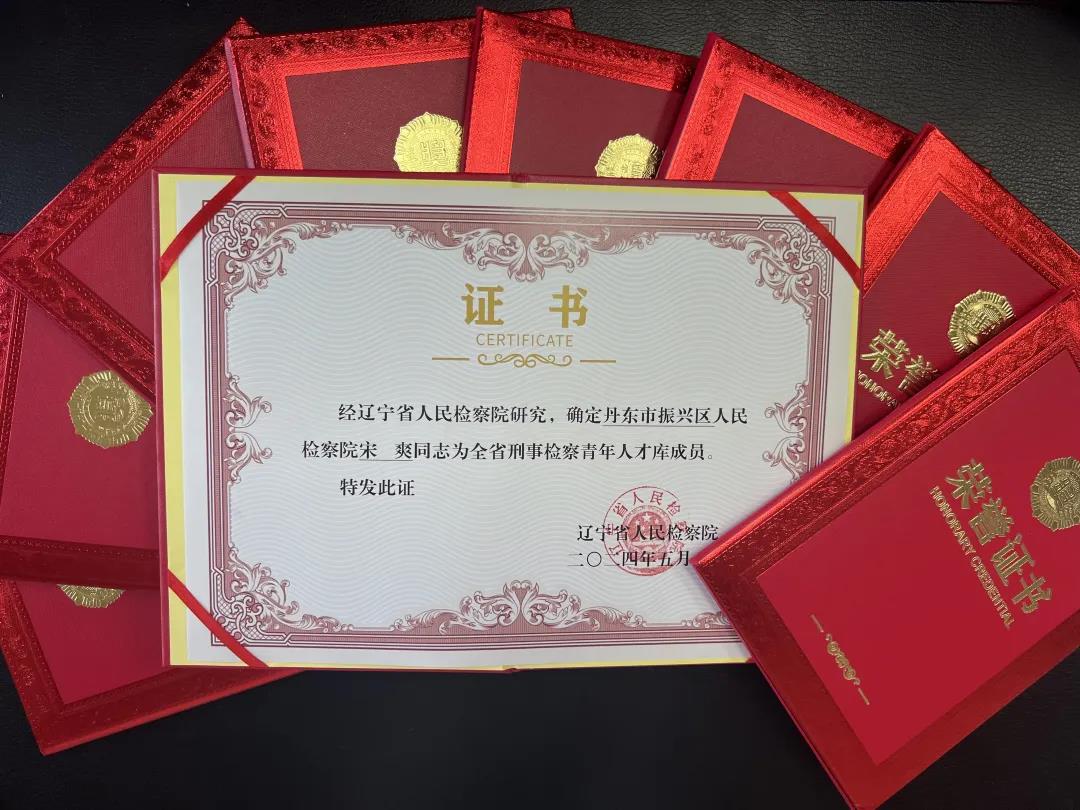 证 书
CERTIFICATE
经辽宁省人民检察院研究，确定丹东市振兴区人民
检察院宋 爽同志为全省刑事检察青年人才库成员。
特发此证
辽宁省人民检察院
二〇二四年五月
荣誉
荣誉证书
HONORARY CREDENTIAL